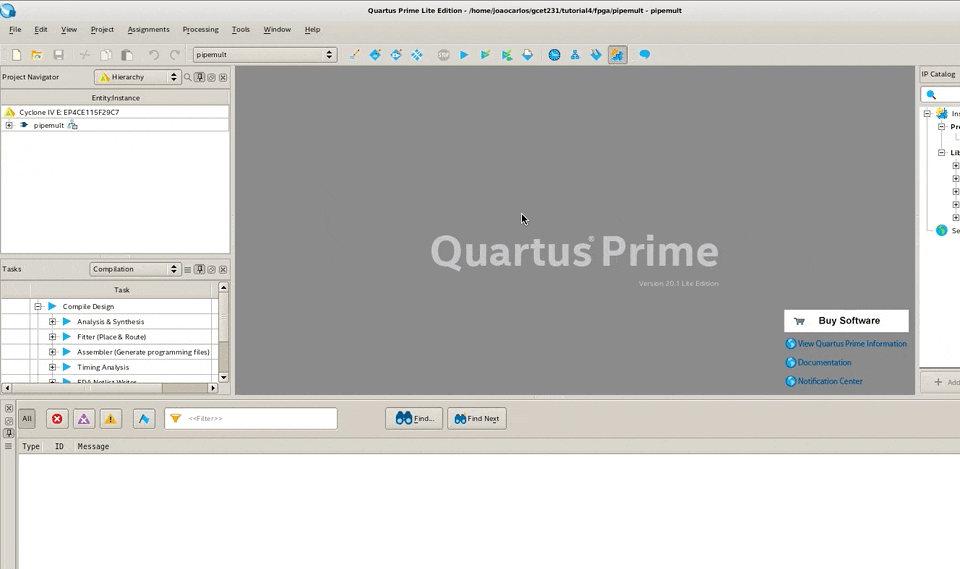 Quartus Prime Lite Edition - /home/joaocarlos/gcet231/tutorial4/fpga/pipemult - pipemult
File Edit View Project Assignments Processing Tools Window Help
pipemult
Project Navigator Hierarchy
Entity:Instance
Cyclone IV E: EP4CE115F29C7
pipemult
Tasks Compilation
Task
Compile Design
Analysis & Synthesis
Fitter (Place & Route)
Assembler (Generate programming files)
Timing Analysis
EDA Netlist Writer
Quartus® Prime
Version 20.1 Lite Edition
Buy Software
View Quartus Prime Information
Documentation
Notification Center
IP Catalog
Ins
Pr
Lit
Se
Add
All <<Filter>> Find... Find Next
Type ID Message